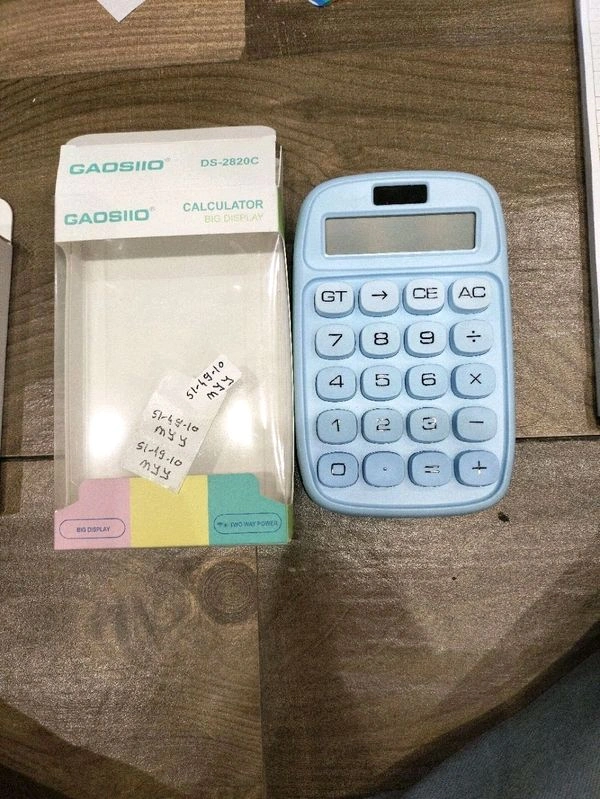 GAOSIIO® DS-2820C
GAOSIIO® CALCULATOR
BIG DISPLAY
51-49-10
MYY
51-49-10
MYY
51-19-10
MYY
BIG DISPLAY
TWO WAY POWER
GT → CE AC
7 8 9 ÷
4 5 6 ×
1 2 3 −
0 . = +